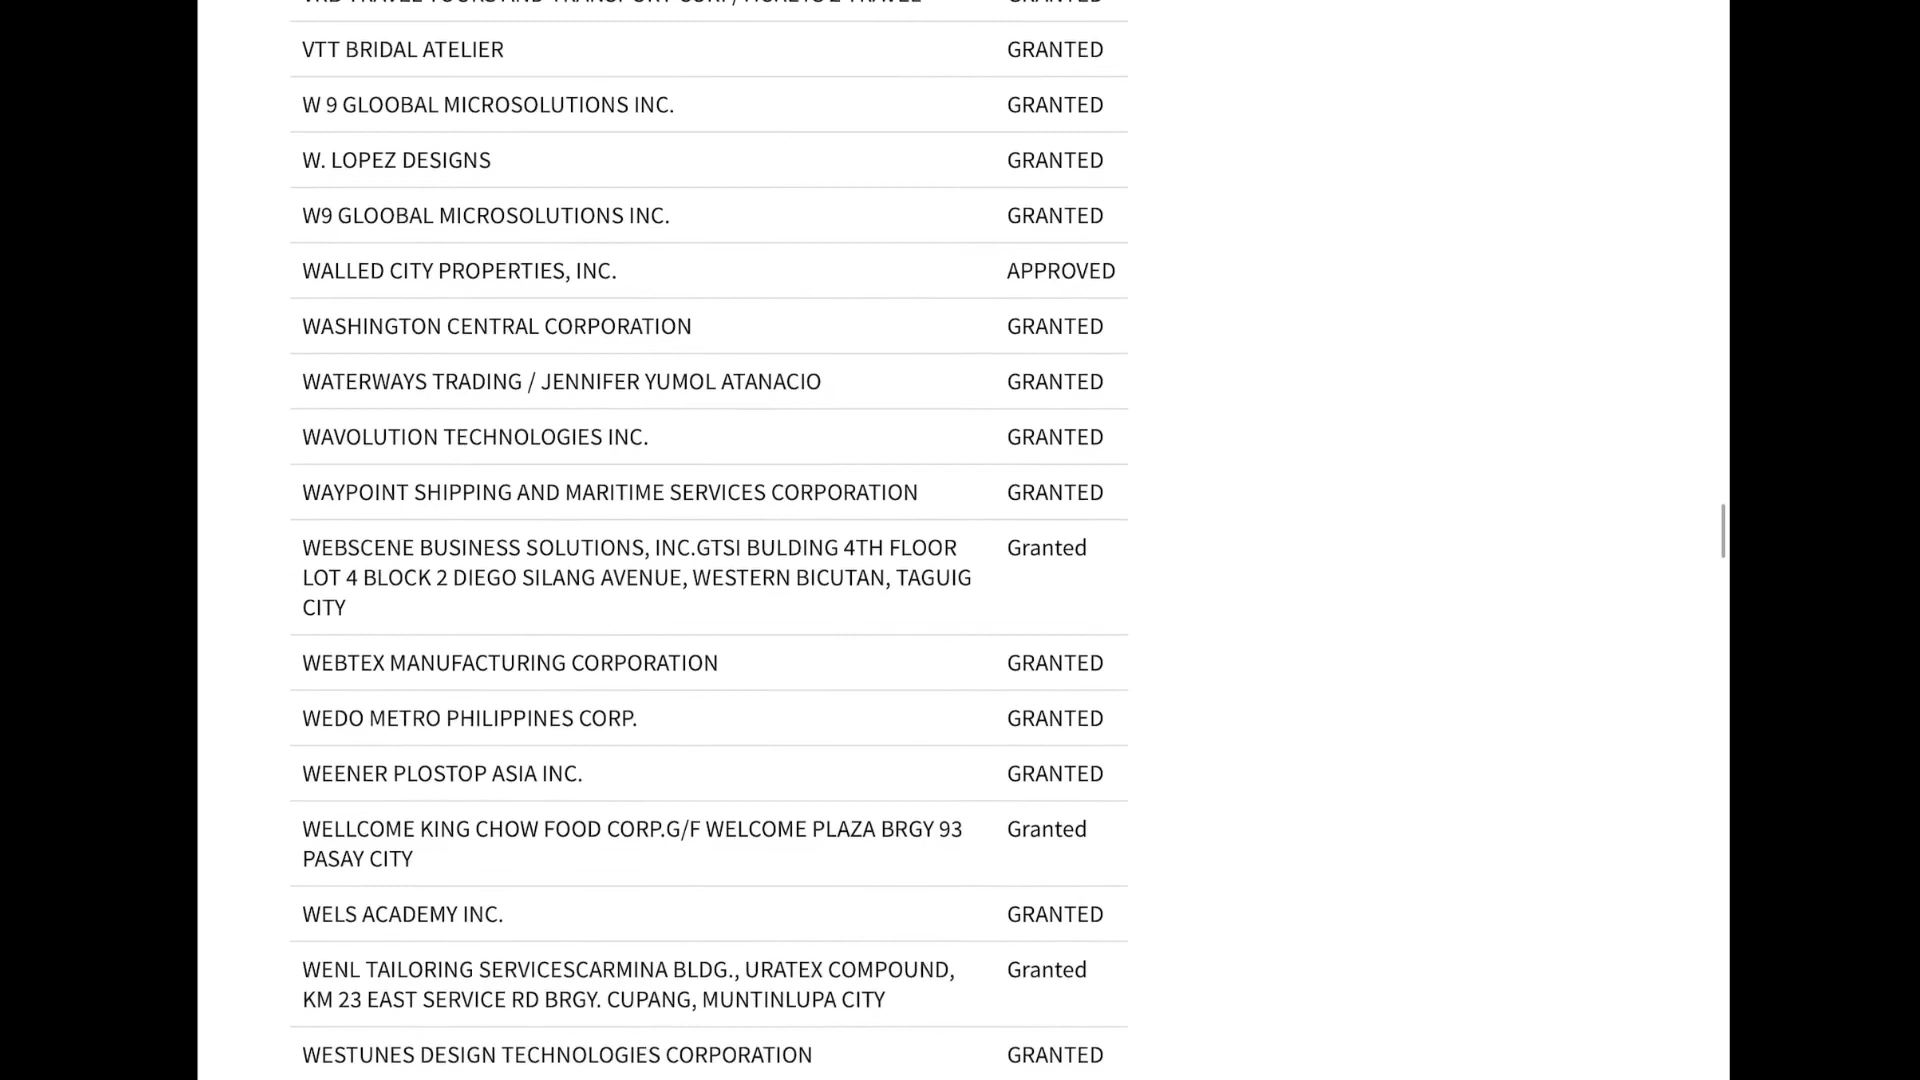 VTT BRIDAL ATELIER GRANTED
W 9 GLOOBAL MICROSOLUTIONS INC. GRANTED
W. LOPEZ DESIGNS GRANTED
W9 GLOOBAL MICROSOLUTIONS INC. GRANTED
WALLED CITY PROPERTIES, INC. APPROVED
WASHINGTON CENTRAL CORPORATION GRANTED
WATERWAYS TRADING / JENNIFER YUMOL ATANACIO GRANTED
WAVOLUTION TECHNOLOGIES INC. GRANTED
WAYPOINT SHIPPING AND MARITIME SERVICES CORPORATION GRANTED
WEBSCENE BUSINESS SOLUTIONS, INC.GTSI BULDING 4TH FLOOR Granted
LOT 4 BLOCK 2 DIEGO SILANG AVENUE, WESTERN BICUTAN, TAGUIG
CITY
WEBTEX MANUFACTURING CORPORATION GRANTED
WEDO METRO PHILIPPINES CORP. GRANTED
WEENER PLOSTOP ASIA INC. GRANTED
WELLCOME KING CHOW FOOD CORP.G/F WELCOME PLAZA BRGY 93 Granted
PASAY CITY
WELS ACADEMY INC. GRANTED
WENL TAILORING SERVICESCARMINA BLDG., URATEX COMPOUND, Granted
KM 23 EAST SERVICE RD BRGY. CUPANG, MUNTINLUPA CITY
WESTUNES DESIGN TECHNOLOGIES CORPORATION GRANTED